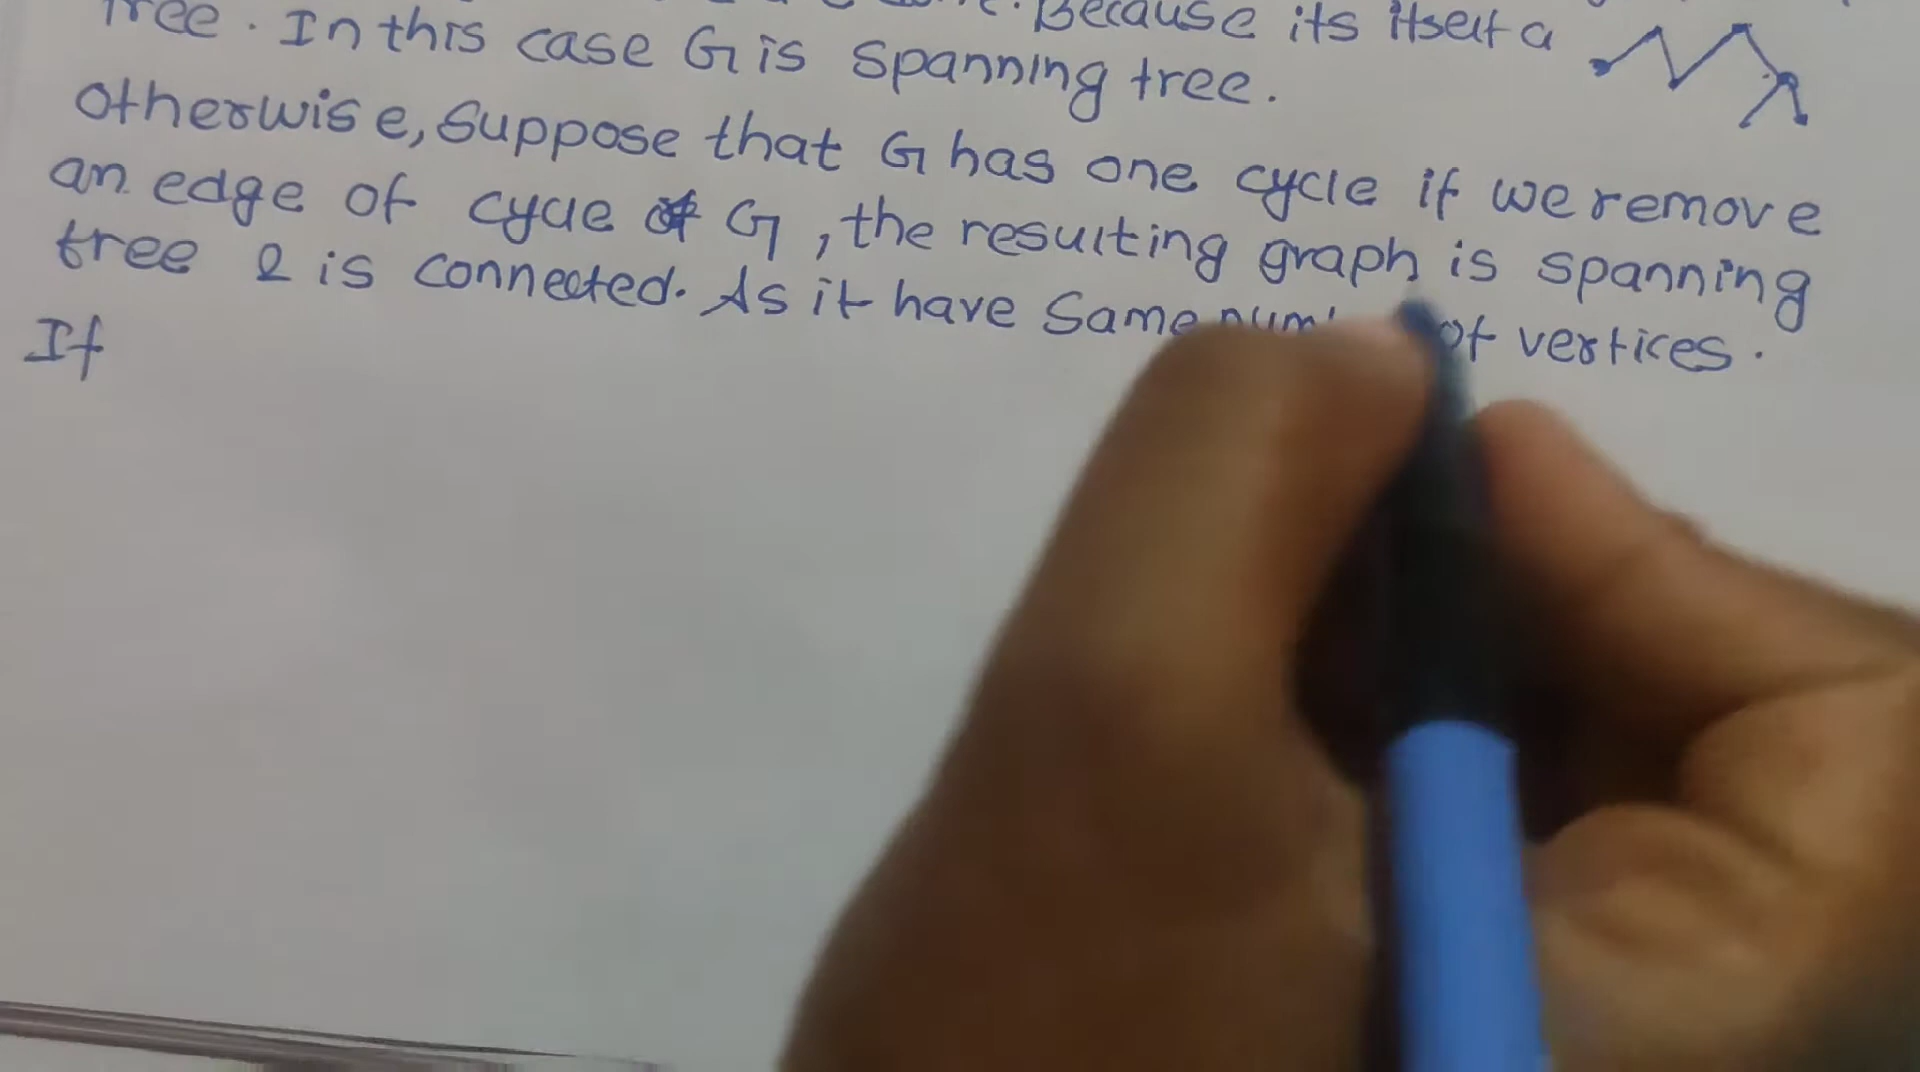 Tree. In this case G is spanning tree. Because its itself a
otherwise, suppose that G has one cycle if we remove
an edge of cycle of G, the resulting graph is spanning
tree & is connected. As it have same of vertices.
If